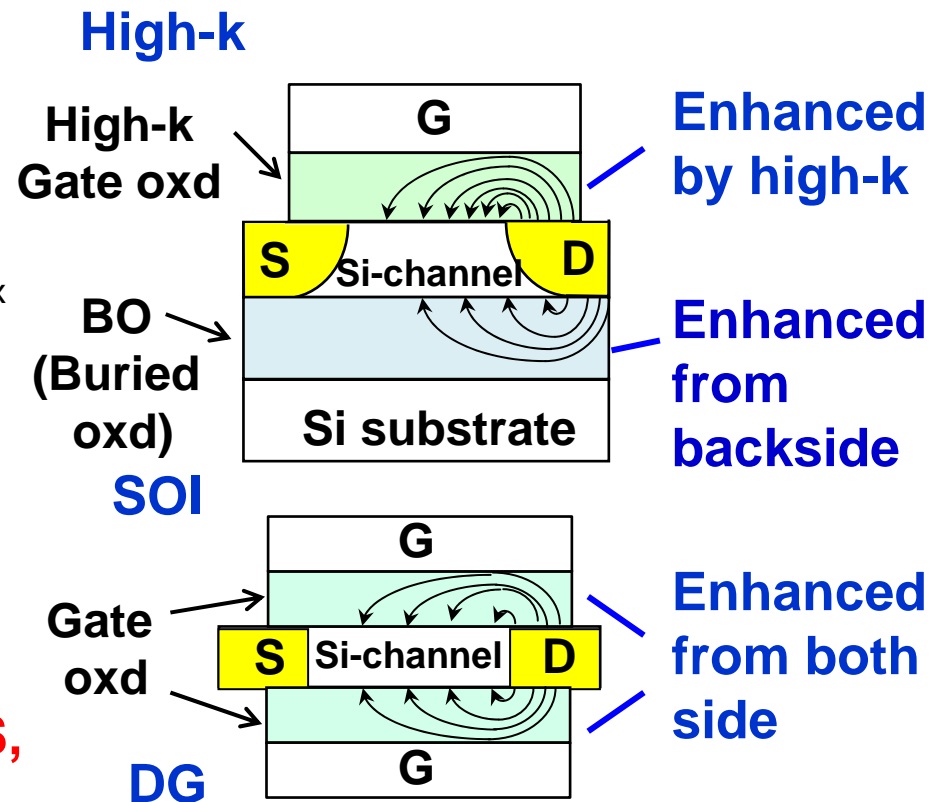 High-k
High-k
Gate oxd
G
Enhanced
by high-k
S
Si-channel
D
x
BO
(Buried
oxd)
Enhanced
from
backside
Si substrate
SOI
G
Gate
oxd
S
Si-channel
D
Enhanced
from both
side
S,
G
DG